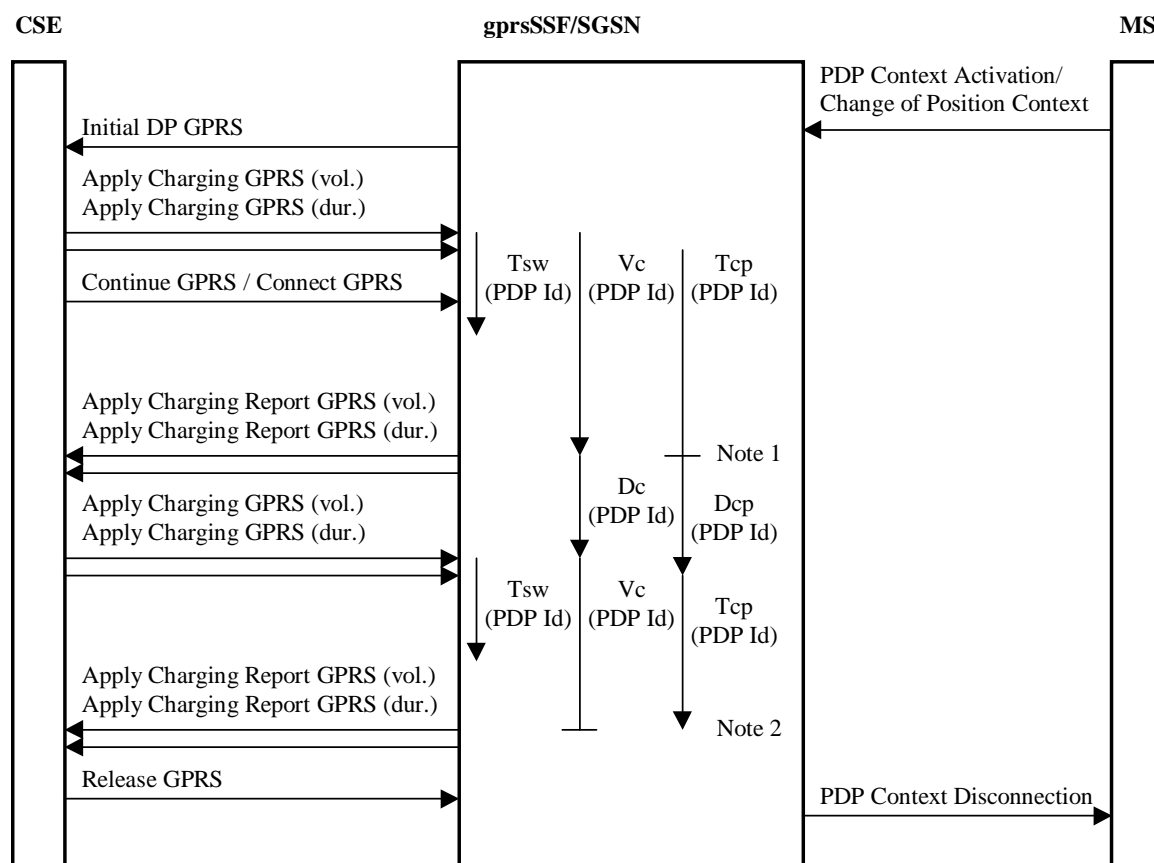 CSE
gprsSSF/SGSN
MS
PDP Context Activation/
Change of Position Context
Initial DP GPRS
Apply Charging GPRS (vol.)
Apply Charging GPRS (dur.)
Tsw
(PDP Id)
Vc
(PDP Id)
Tcp
(PDP Id)
Continue GPRS / Connect GPRS
Apply Charging Report GPRS (vol.)
Apply Charging Report GPRS (dur.)
Note 1
Dc
(PDP Id)
Dcp
(PDP Id)
Apply Charging GPRS (vol.)
Apply Charging GPRS (dur.)
Tsw
(PDP Id)
Vc
(PDP Id)
Tcp
(PDP Id)
Apply Charging Report GPRS (vol.)
Apply Charging Report GPRS (dur.)
Note 2
Release GPRS
PDP Context Disconnection